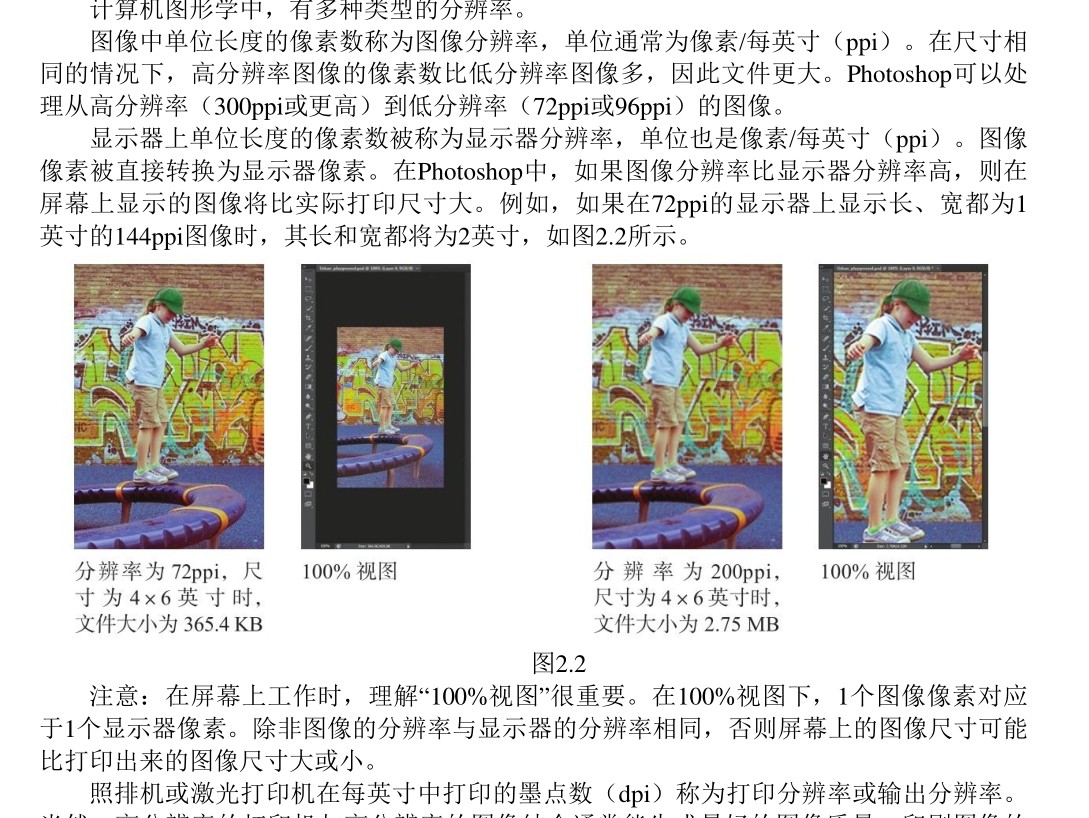 计算机图形学中，有多种类型的分辨率。
图像中单位长度的像素数称为图像分辨率，单位通常为像素/每英寸（ppi）。在尺寸相
同的情况下，高分辨率图像的像素数比低分辨率图像多，因此文件更大。Photoshop可以处
理从高分辨率（300ppi或更高）到低分辨率（72ppi或96ppi）的图像。
显示器上单位长度的像素数被称为显示器分辨率，单位也是像素/每英寸（ppi）。图像
像素被直接转换为显示器像素。在Photoshop中，如果图像分辨率比显示器分辨率高，则在
屏幕上显示的图像将比实际打印尺寸大。例如，如果在72ppi的显示器上显示长、宽都为1
英寸的144ppi图像时，其长和宽都将为2英寸，如图2.2所示。
分辨率为 72ppi，尺
寸为 4×6 英寸时，
文件大小为 365.4 KB
100% 视图
分辨率为 200ppi，
尺寸为 4×6 英寸时，
文件大小为 2.75 MB
100% 视图
图2.2
注意：在屏幕上工作时，理解“100%视图”很重要。在100%视图下，1个图像像素对应
于1个显示器像素。除非图像的分辨率与显示器的分辨率相同，否则屏幕上的图像尺寸可能
比打印出来的图像尺寸大或小。
照排机或激光打印机在每英寸中打印的墨点数（dpi）称为打印分辨率或输出分辨率。